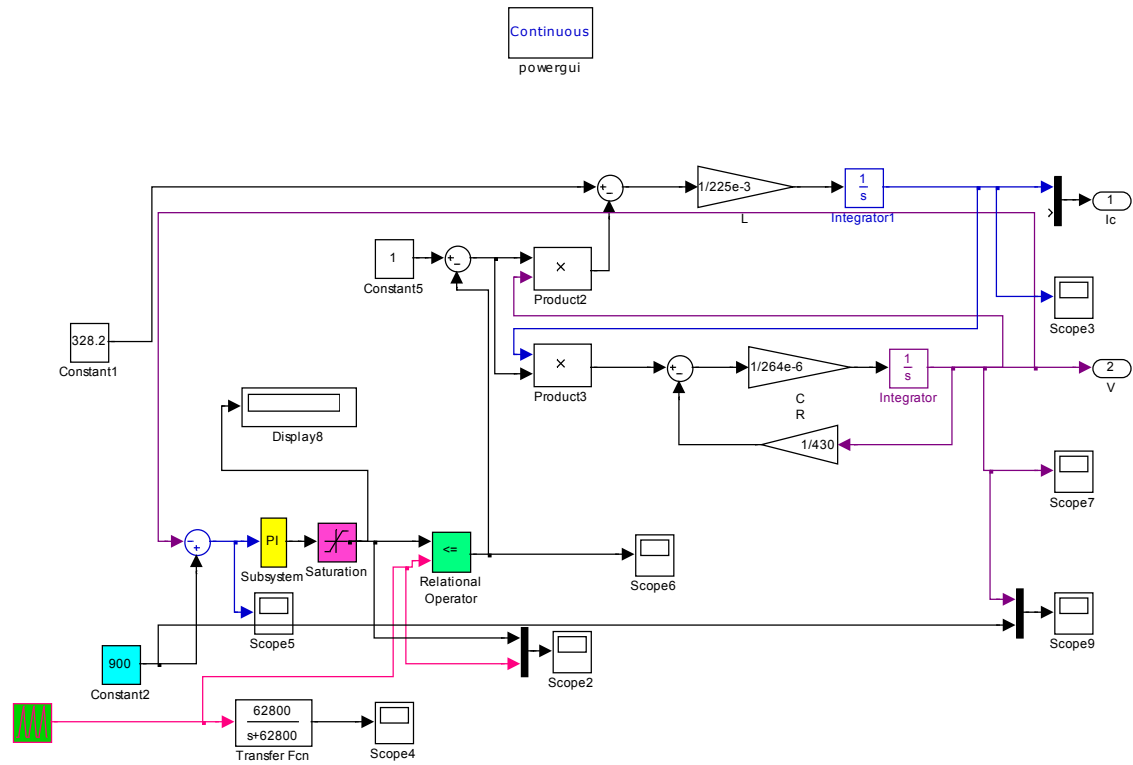 Continuous
powergui
1/225e-3
L
1
s
Integrator1
1
Ic
1
Constant5
×
Product2
Scope3
328.2
Constant1
×
Product3
1/264e-6
C
R
1
s
Integrator
2
V
1/430
Display8
Scope7
PI
Subsystem
Saturation
<=
Relational
Operator
Scope6
Scope5
900
Constant2
Scope2
Scope9
62800
s+62800
Transfer Fcn
Scope4